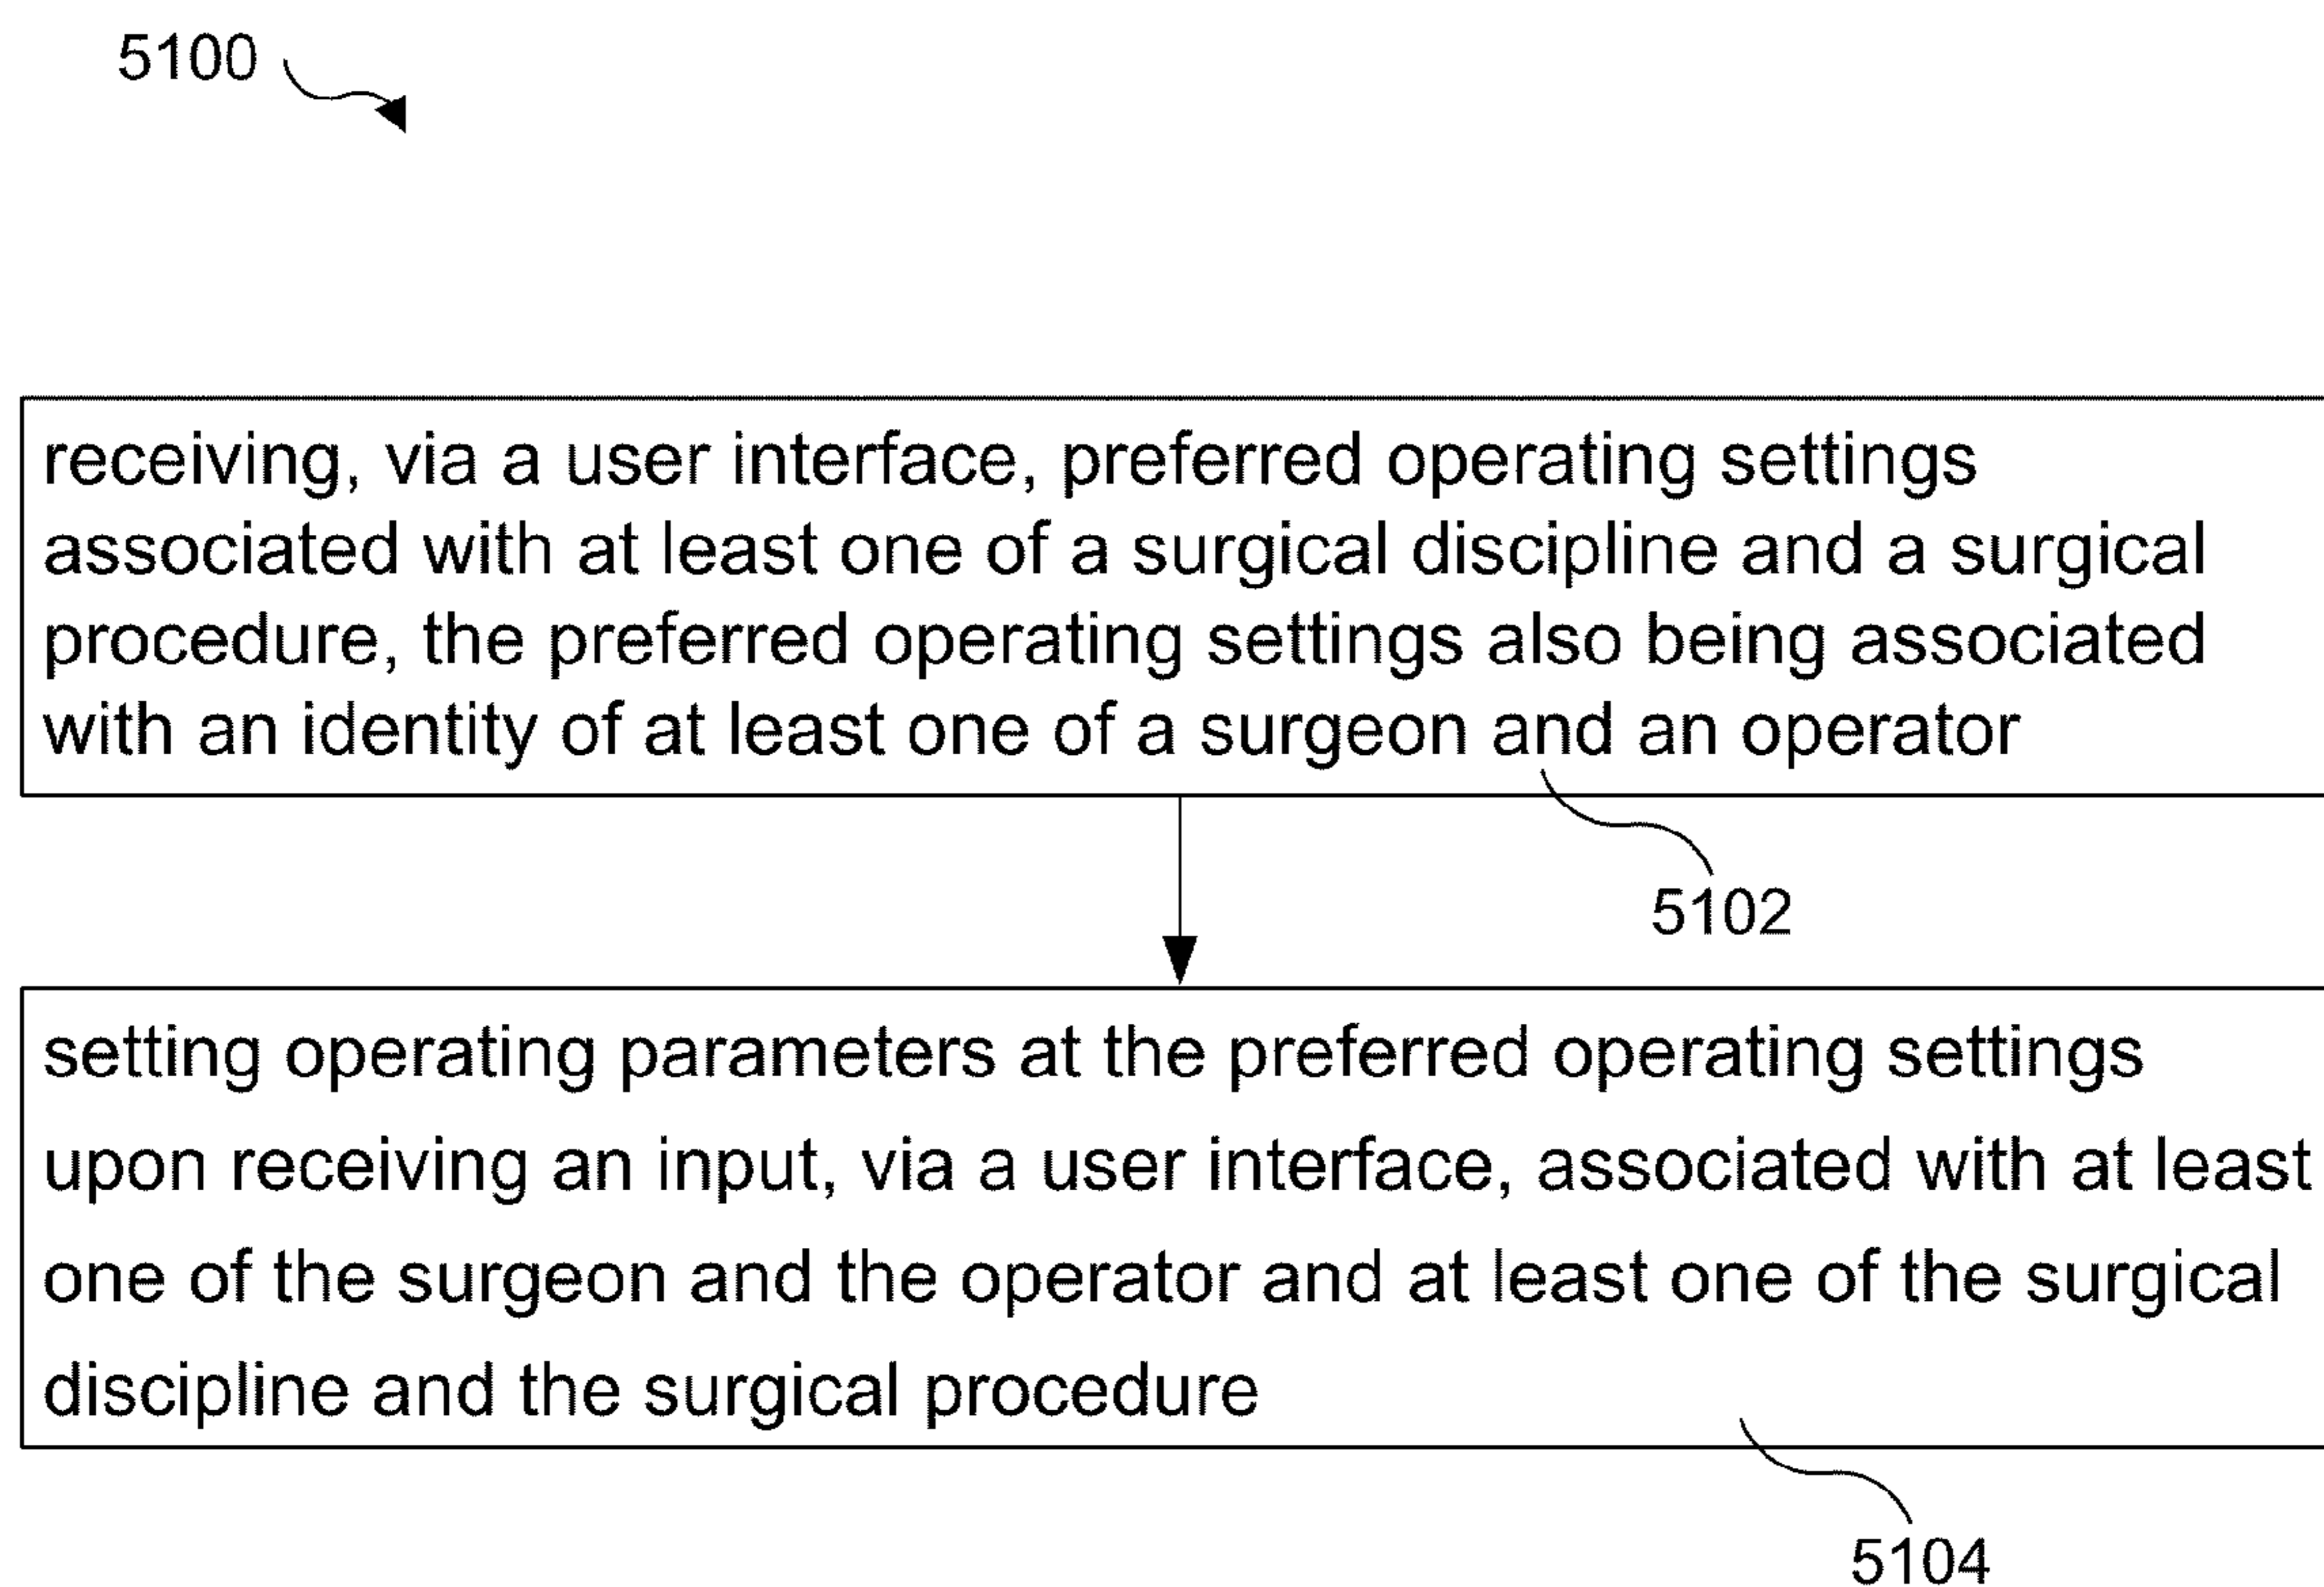 5100
receiving, via a user interface, preferred operating settings
associated with at least one of a surgical discipline and a surgical
procedure, the preferred operating settings also being associated
with an identity of at least one of a surgeon and an operator
5102
setting operating parameters at the preferred operating settings
upon receiving an input, via a user interface, associated with at least
one of the surgeon and the operator and at least one of the surgical
discipline and the surgical procedure
5104